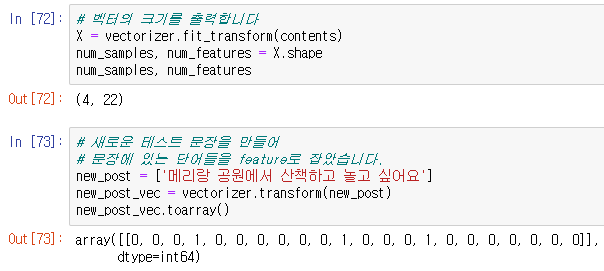 In [72]: # 벡터의 크기를 출력합니다
X = vectorizer.fit_transform(contents)
num_samples, num_features = X.shape
num_samples, num_features
Out[72]: (4, 22)
In [73]: # 새로운 테스트 문장을 만들어
# 문장에 있는 단어들을 feature로 잡았습니다.
new_post = ['메리랑 공원에서 산책하고 놀고 싶어요']
new_post_vec = vectorizer.transform(new_post)
new_post_vec.toarray()
Out[73]: array([[0, 0, 0, 1, 0, 0, 0, 0, 0, 0, 1, 0, 0, 0, 1, 0, 0, 0, 0, 0, 0, 0]],
dtype=int64)